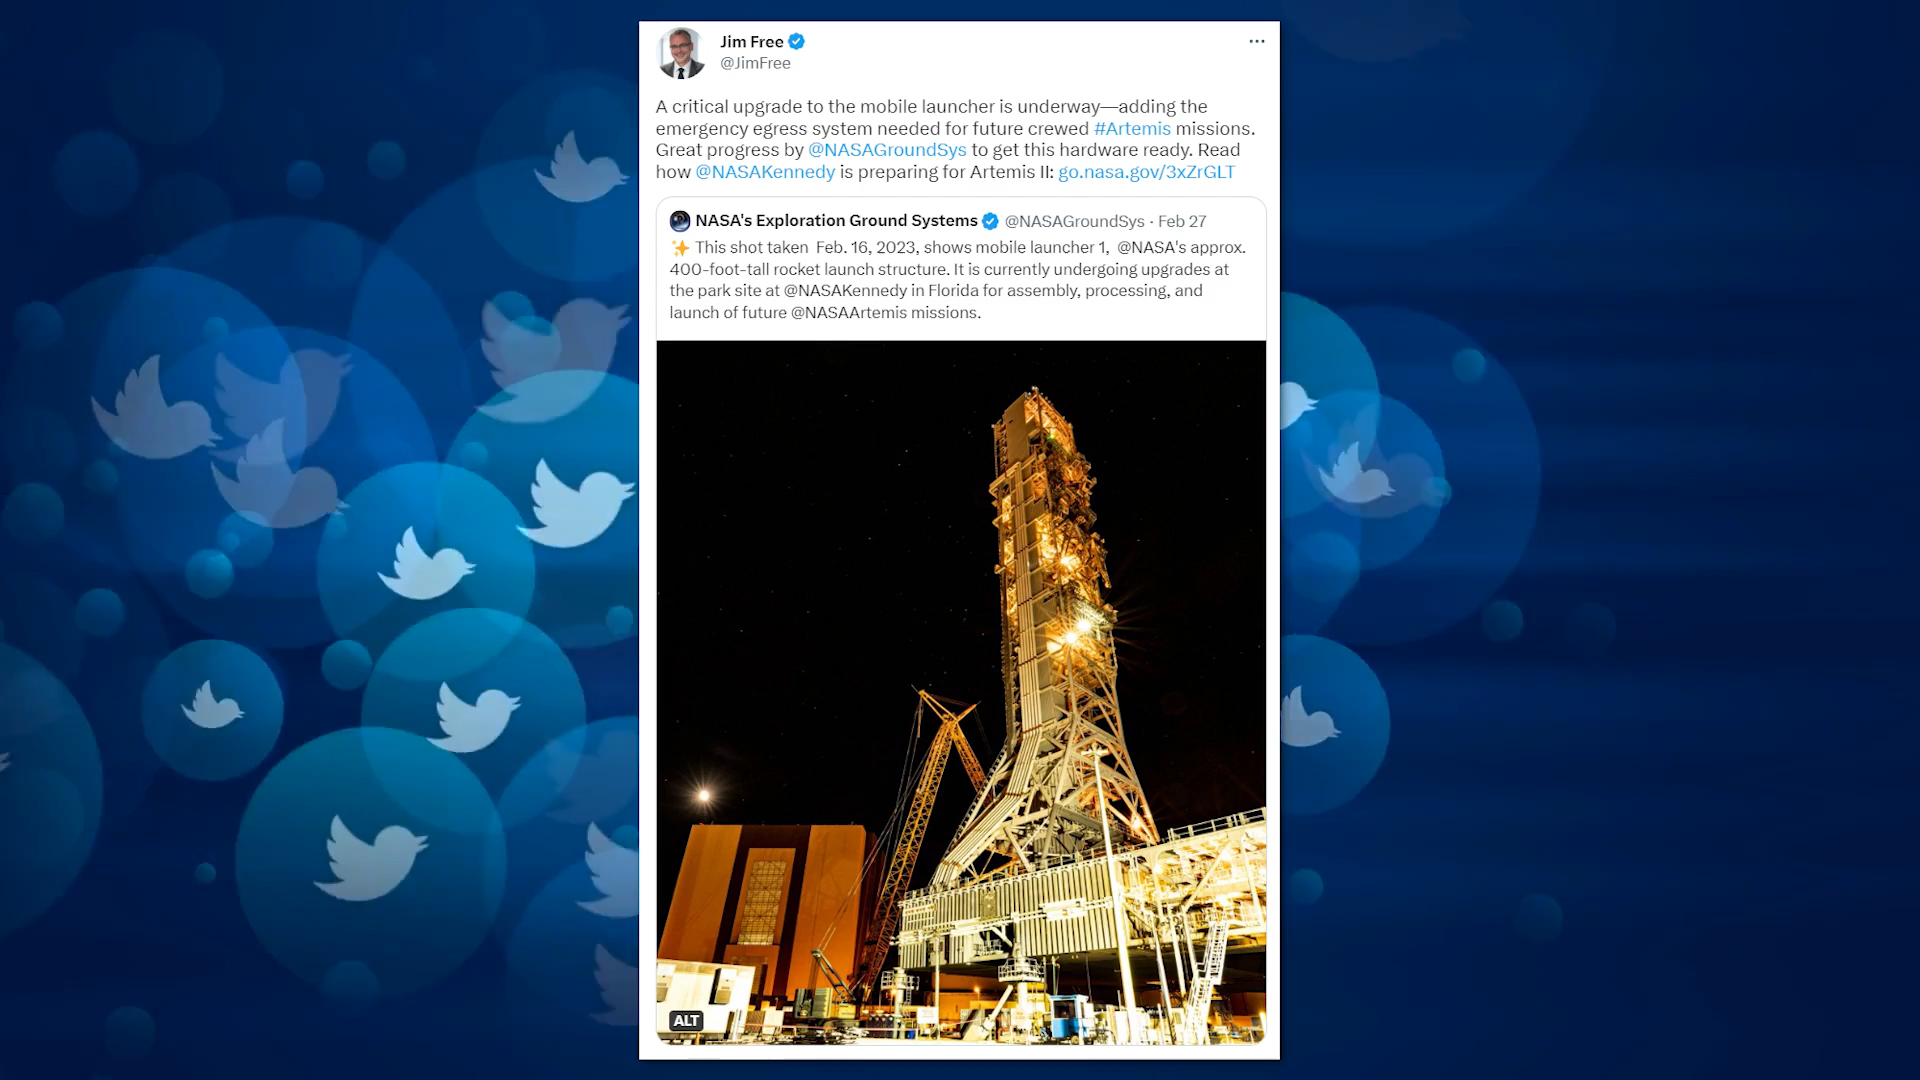 Jim Free
@JimFree
A critical upgrade to the mobile launcher is underway—adding the
emergency egress system needed for future crewed #Artemis missions.
Great progress by @NASAGroundSys to get this hardware ready. Read
how @NASAKennedy is preparing for Artemis II: go.nasa.gov/3xZrGLT
NASA's Exploration Ground Systems @NASAGroundSys · Feb 27
✨ This shot taken Feb. 16, 2023, shows mobile launcher 1, @NASA's approx.
400-foot-tall rocket launch structure. It is currently undergoing upgrades at
the park site at @NASAKennedy in Florida for assembly, processing, and
launch of future @NASAArtemis missions.
ALT